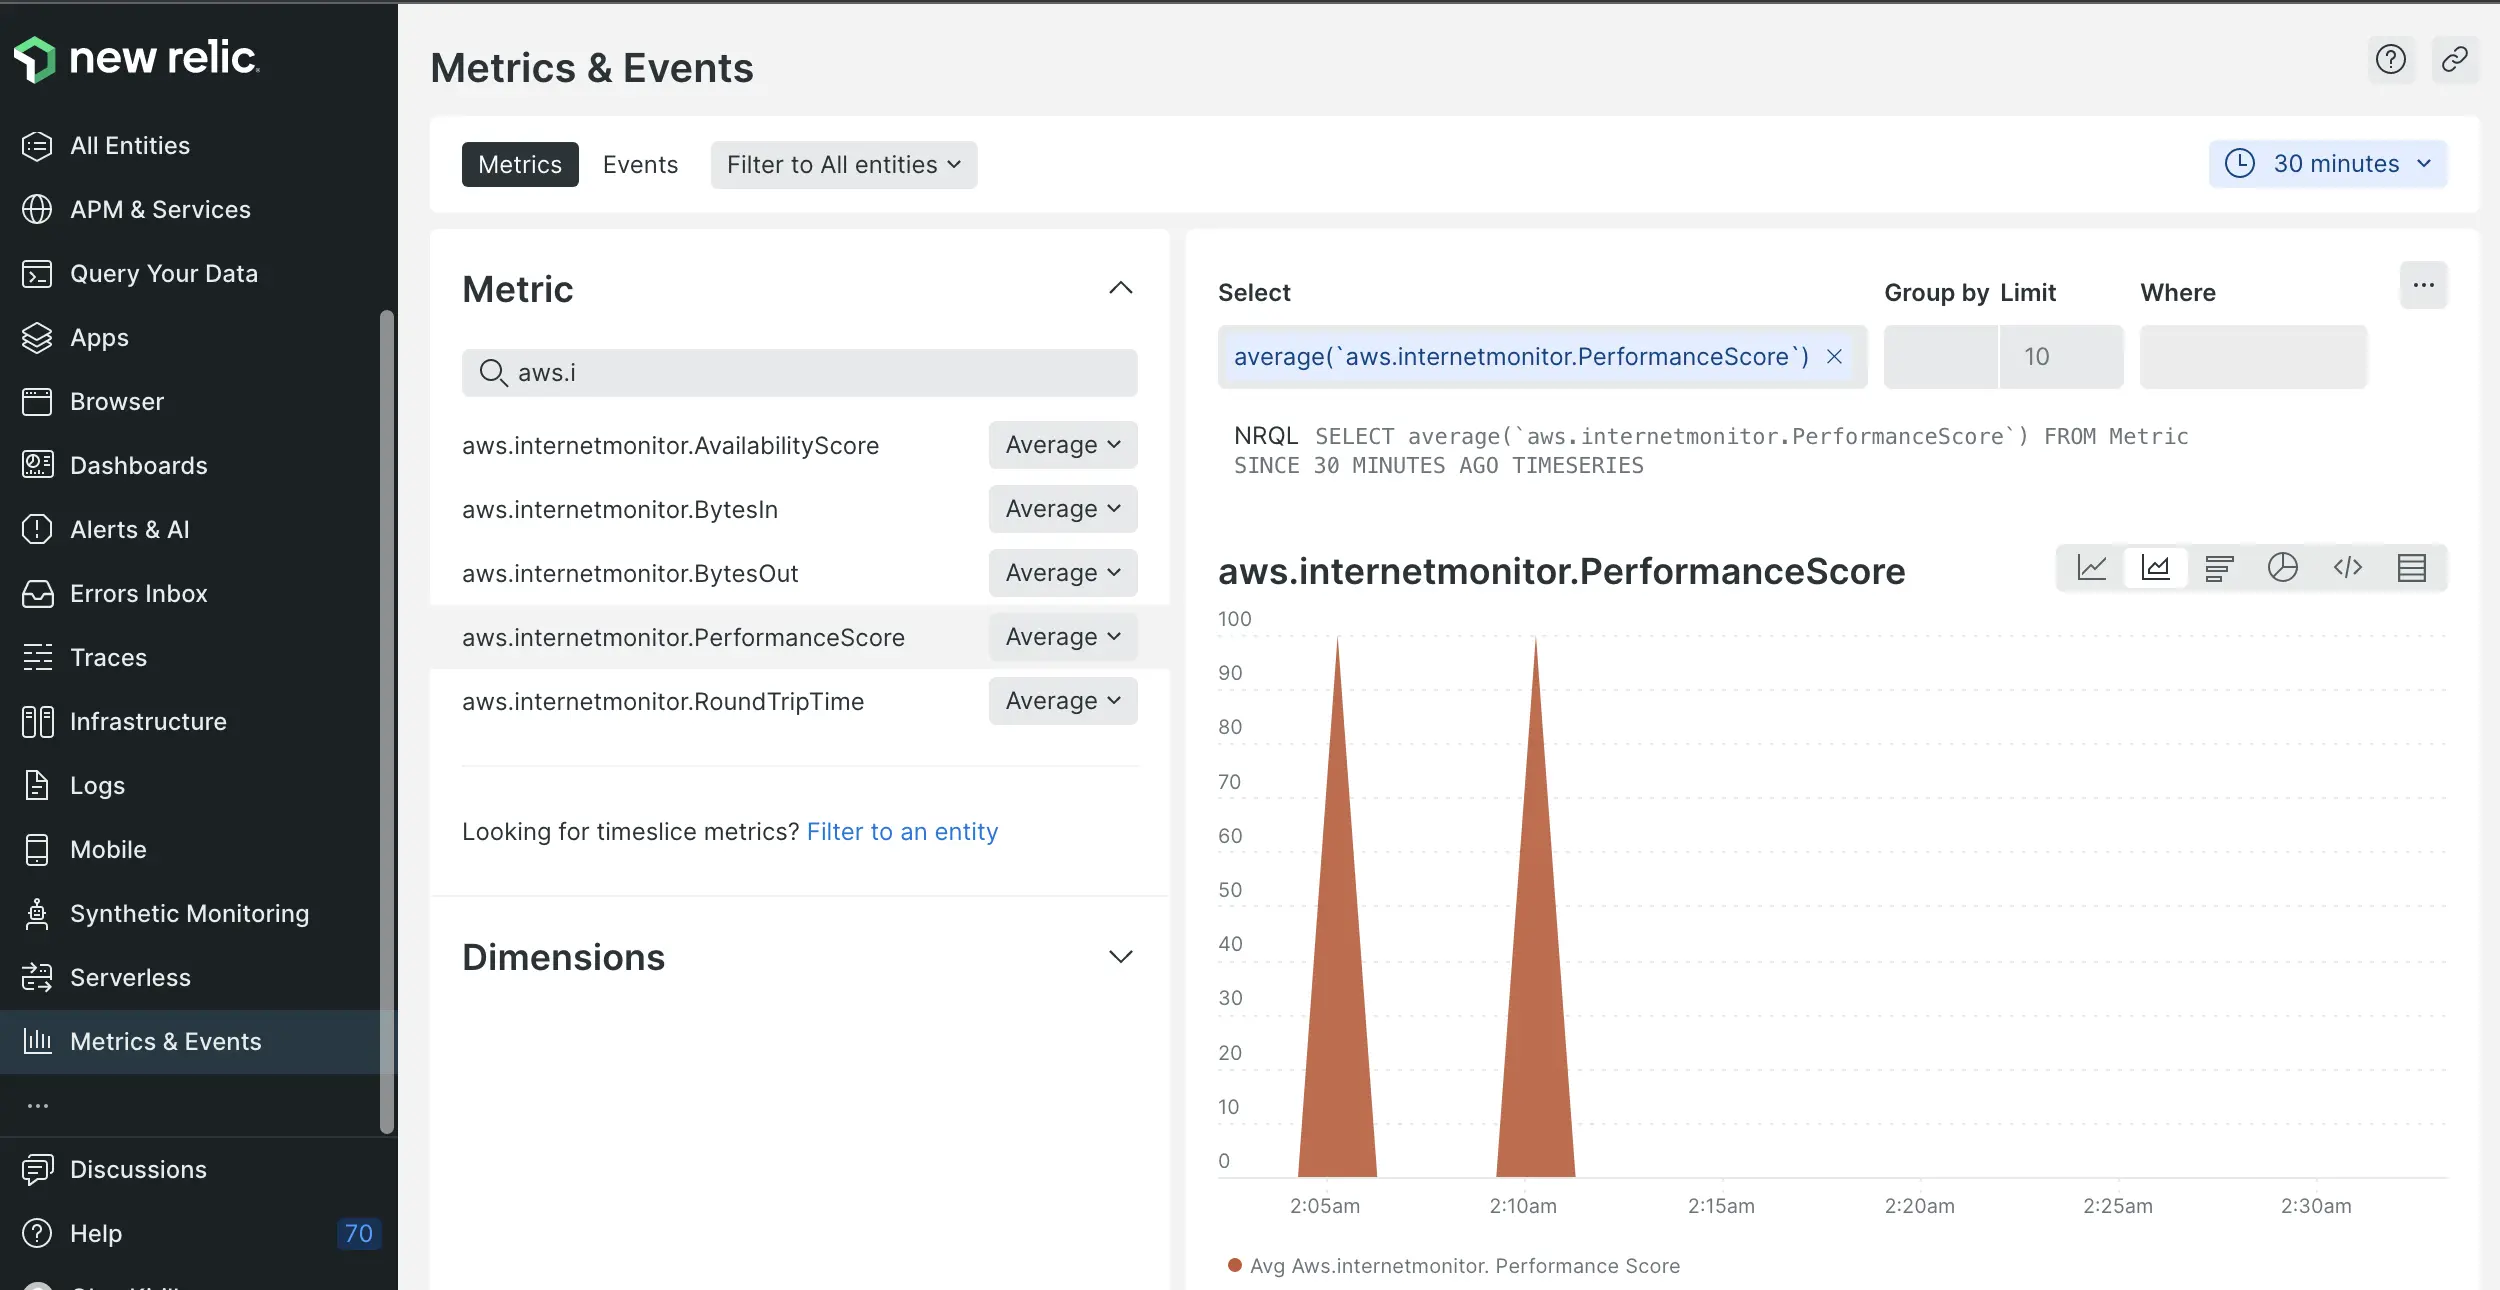 new relic.
All Entities
APM & Services
Query Your Data
Apps
Browser
Dashboards
Alerts & AI
Errors Inbox
Traces
Infrastructure
Logs
Mobile
Synthetic Monitoring
Serverless
Metrics & Events
...
Discussions
Help 70
Metrics & Events
Metrics Events Filter to All entities 30 minutes
Metric
aws.i
aws.internetmonitor.AvailabilityScore Average
aws.internetmonitor.BytesIn Average
aws.internetmonitor.BytesOut Average
aws.internetmonitor.PerformanceScore Average
aws.internetmonitor.RoundTripTime Average
Looking for timeslice metrics? Filter to an entity
Dimensions
Select Group by Limit Where ...
average(`aws.internetmonitor.PerformanceScore`) × 10
NRQL SELECT average(`aws.internetmonitor.PerformanceScore`) FROM Metric
SINCE 30 MINUTES AGO TIMESERIES
aws.internetmonitor.PerformanceScore
100
90
80
70
60
50
40
30
20
10
0
2:05am 2:10am 2:15am 2:20am 2:25am 2:30am
Avg Aws.internetmonitor. Performance Score